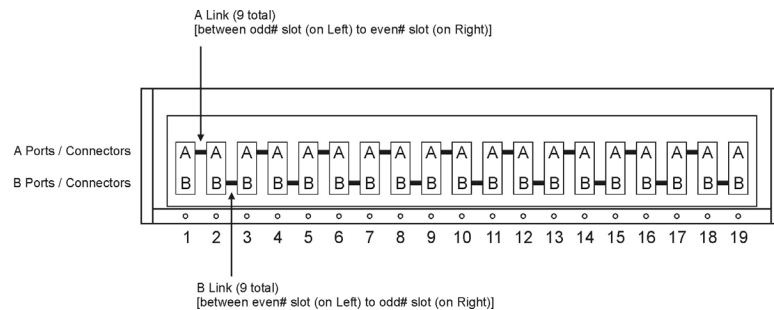 A Link (9 total)
[between odd# slot (on Left) to even# slot (on Right)]
A Ports / Connectors
A A A A A A A A A A A A A A A A A A A
B Ports / Connectors
B B B B B B B B B B B B B B B B B B B
1 2 3 4 5 6 7 8 9 10 11 12 13 14 15 16 17 18 19
B Link (9 total)
[between even# slot (on Left) to odd# slot (on Right)]